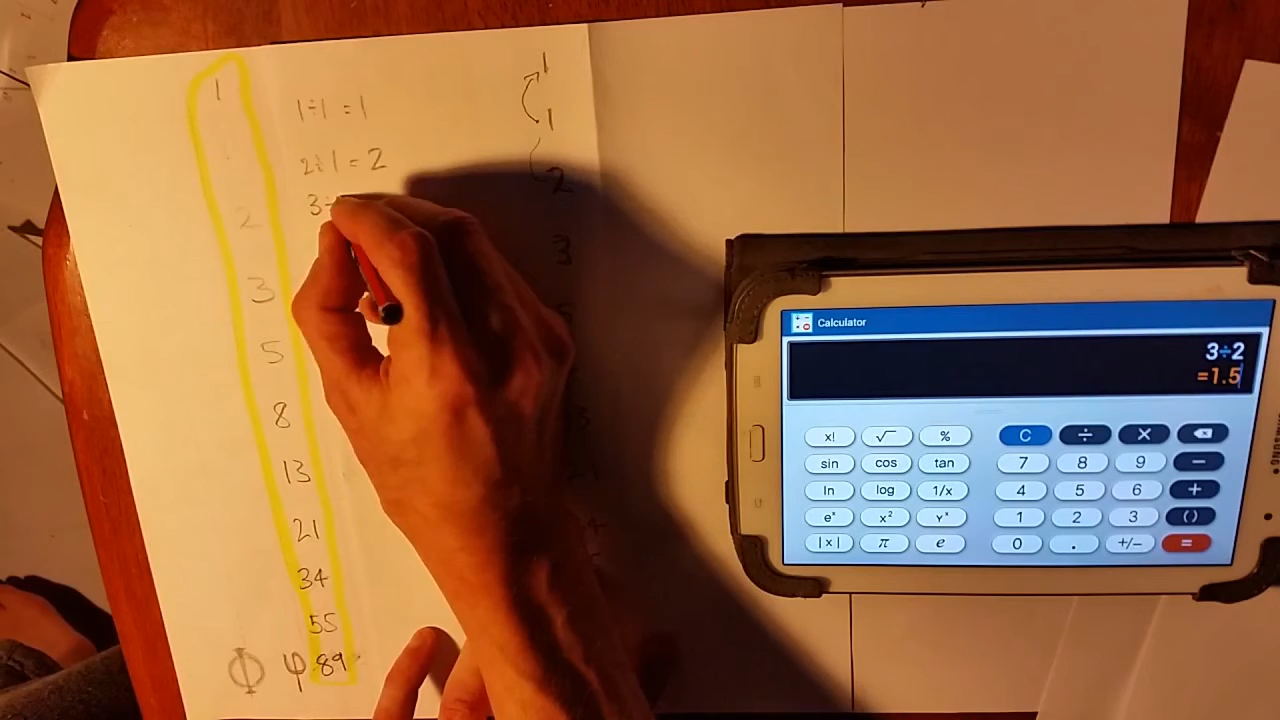 1
2
3
5
8
13
21
34
55
Φ φ 89
1÷1 = 1
2÷1 = 2
3÷
1
1
2
3
Calculator
3÷2
=1.5
x! √ % C ÷ ×
sin cos tan 7 8 9 −
ln log 1/x 4 5 6 +
eˣ x² Yˣ 1 2 3 ()
|x| π e 0 . +/− =